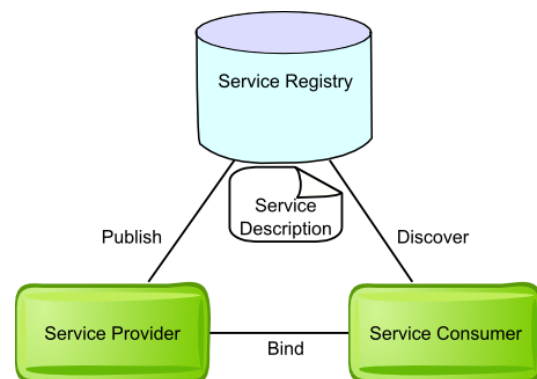 Service Registry
Service
Description
Publish
Discover
Service Provider
Service Consumer
Bind